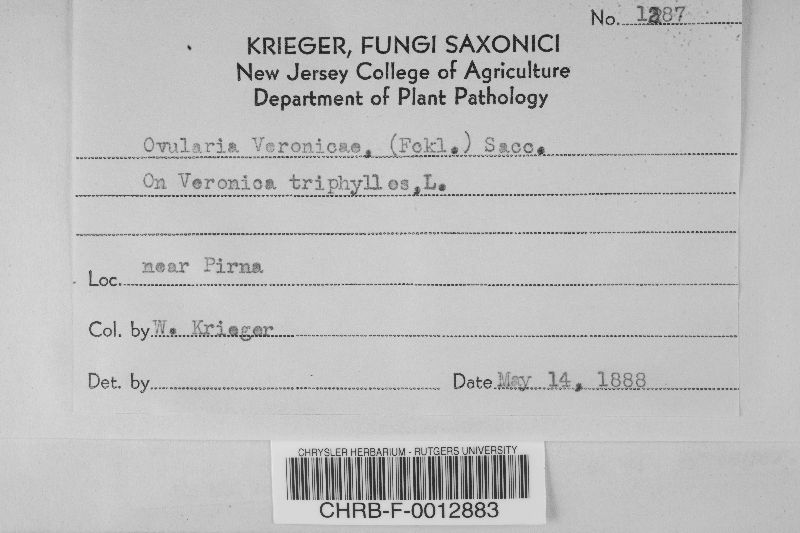 No. 1287
KRIEGER, FUNGI SAXONICI
New Jersey College of Agriculture
Department of Plant Pathology
Ovularia Veronicae, (Fckl.) Sacc.
On Veronica triphyllos, L.
Loc. near Pirna
Col. by W. Krieger
Det. by Date May 14, 1888
CHRYSLER HERBARIUM - RUTGERS UNIVERSITY
CHRB-F-0012883